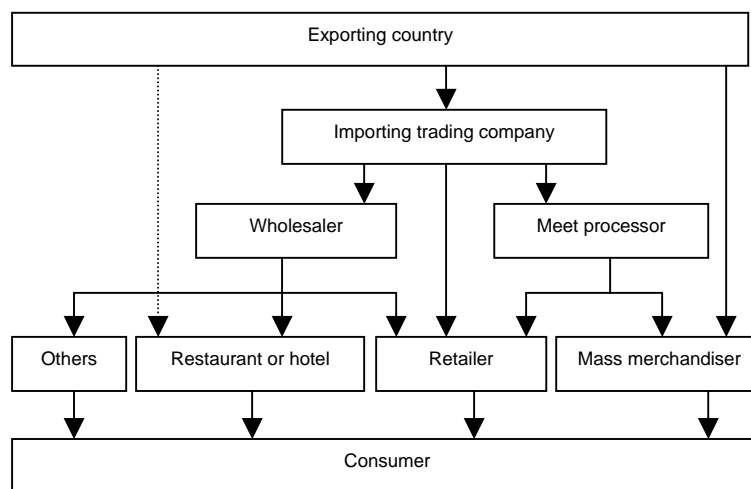 Exporting country
Importing trading company
Wholesaler
Meet processor
Others
Restaurant or hotel
Retailer
Mass merchandiser
Consumer